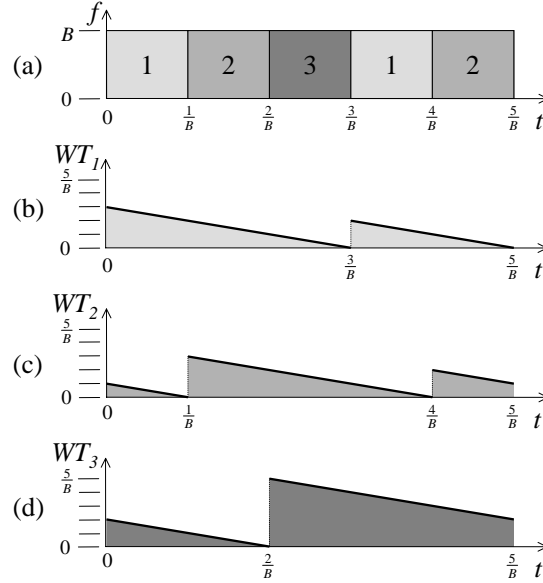 f
B
(a) 1 2 3 1 2
0
0 1/B 2/B 3/B 4/B 5/B t
WT1
5/B
(b)
0
0 3/B 5/B t
WT2
5/B
(c)
0
0 1/B 4/B 5/B t
WT3
5/B
(d)
0
0 2/B 5/B t